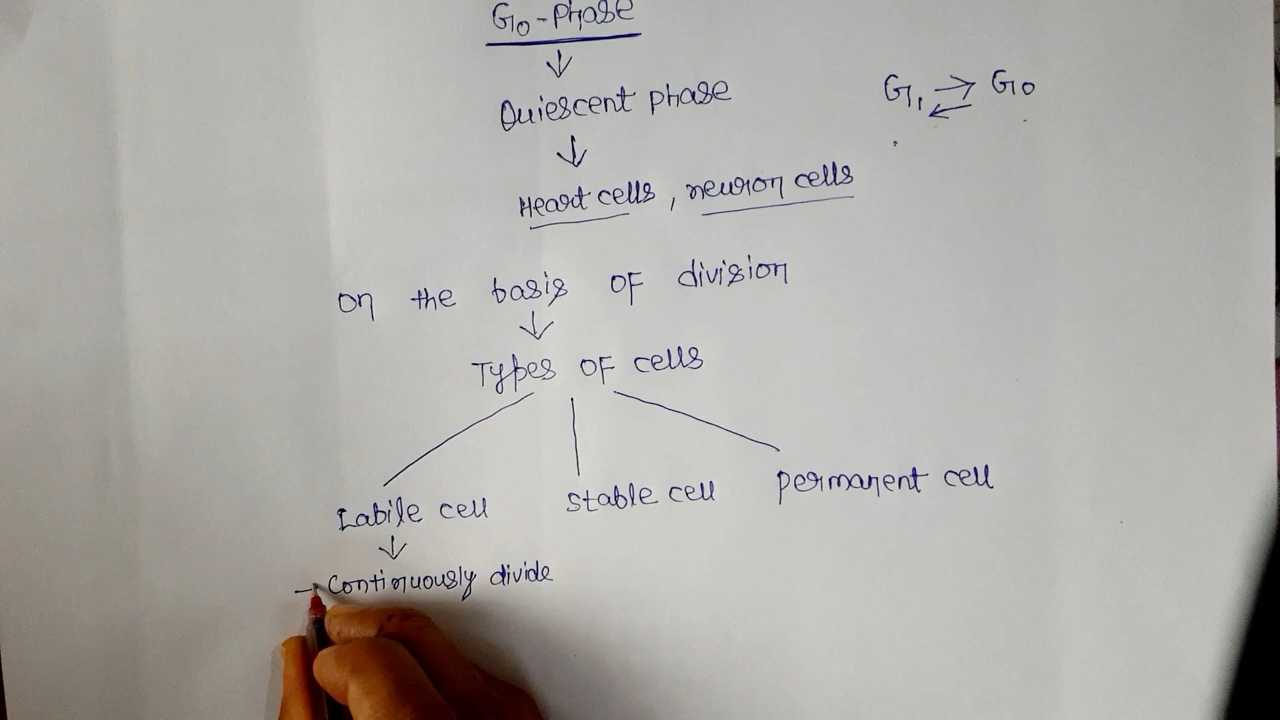 G0-Phase
↓
Quiescent phase
G1 ⇌ G0
↓
Heart cells, neuron cells
on the basis of division
↓
Types of cells
Labile cell
stable cell
permanent cell
↓
→ Continuously divide